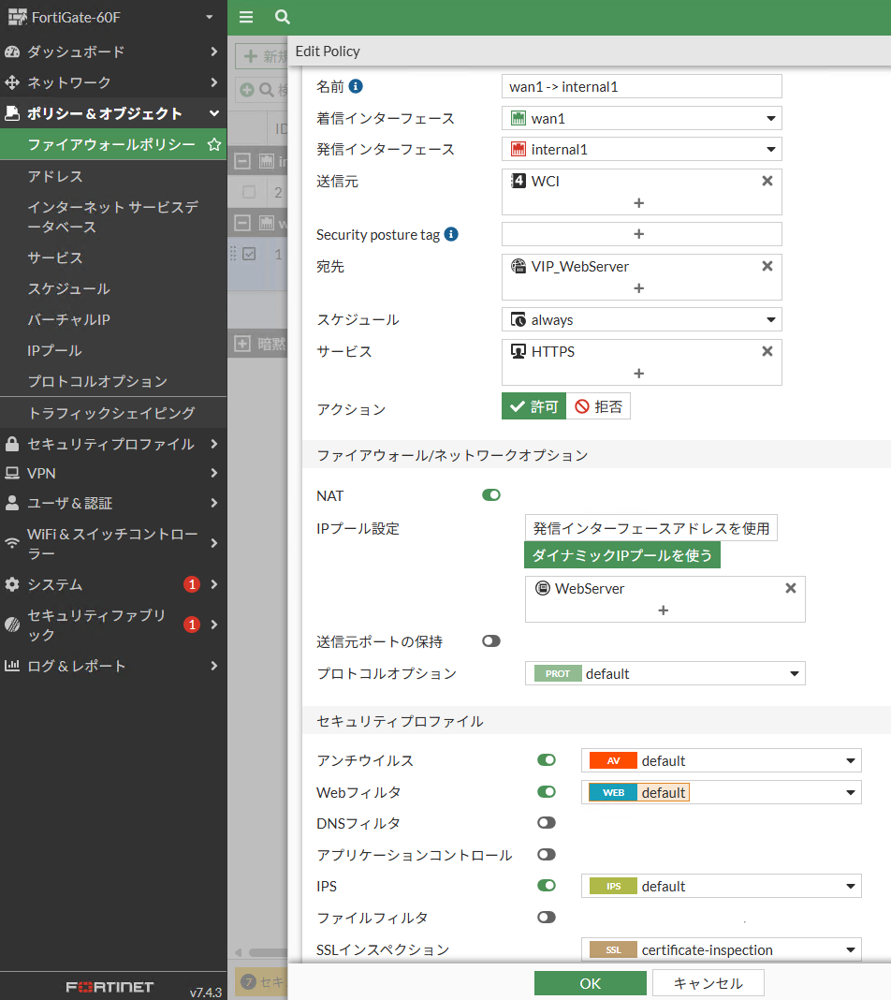 FortiGate-60F
ダッシュボード
ネットワーク
ポリシー & オブジェクト
ファイアウォールポリシー
アドレス
インターネット サービスデ
ータベース
サービス
スケジュール
バーチャルIP
IPプール
プロトコルオプション
トラフィックシェイピング
セキュリティプロファイル
VPN
ユーザ & 認証
WiFi & スイッチコントロー
ラー
システム 1
セキュリティファブリ
ック 1
ログ & レポート
FORTINET v7.4.3
新規
検
ID
in
2
w
1
暗黙
7 セキ
Edit Policy
名前 wan1 -> internal1
着信インターフェース wan1
発信インターフェース internal1
送信元 4 WCI
+
Security posture tag +
宛先 VIP_WebServer
+
スケジュール always
サービス HTTPS
+
アクション 許可 拒否
ファイアウォール/ネットワークオプション
NAT
IPプール設定 発信インターフェースアドレスを使用
ダイナミックIPプールを使う
WebServer
+
送信元ポートの保持
プロトコルオプション PROT default
セキュリティプロファイル
アンチウイルス AV default
Webフィルタ WEB default
DNSフィルタ
アプリケーションコントロール
IPS IPS default
ファイルフィルタ
SSLインスペクション SSL certificate-inspection
OK キャンセル